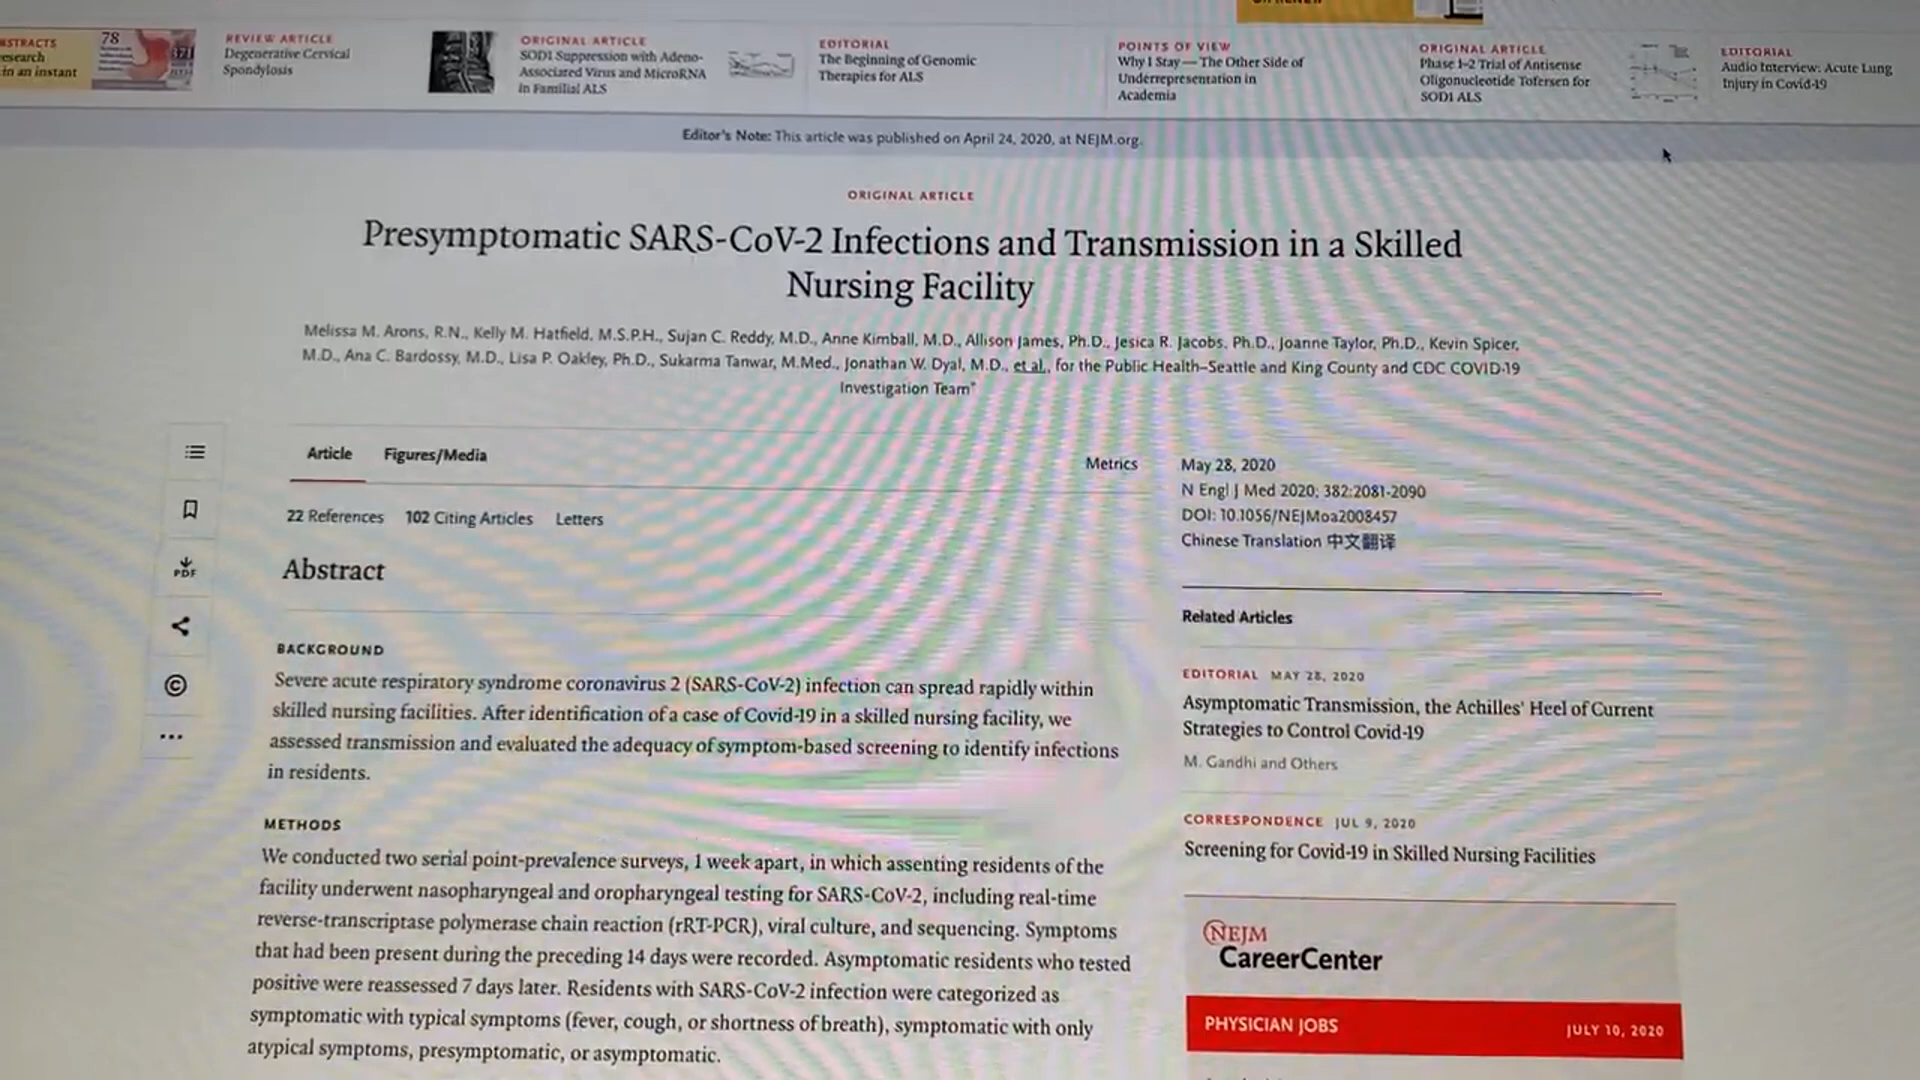 OR RENEW
ABSTRACTS
esearch
in an instant
78
REVIEW ARTICLE
Degenerative Cervical
Spondylosis
ORIGINAL ARTICLE
SOD1 Suppression with Adeno-
Associated Virus and MicroRNA
in Familial ALS
EDITORIAL
The Beginning of Genomic
Therapies for ALS
POINTS OF VIEW
Why I Stay — The Other Side of
Underrepresentation in
Academia
ORIGINAL ARTICLE
Phase 1–2 Trial of Antisense
Oligonucleotide Tofersen for
SOD1 ALS
EDITORIAL
Audio Interview: Acute Lung
Injury in Covid-19
Editor's Note: This article was published on April 24, 2020, at NEJM.org.
ORIGINAL ARTICLE
Presymptomatic SARS-CoV-2 Infections and Transmission in a Skilled
Nursing Facility
Melissa M. Arons, R.N., Kelly M. Hatfield, M.S.P.H., Sujan C. Reddy, M.D., Anne Kimball, M.D., Allison James, Ph.D., Jesica R. Jacobs, Ph.D., Joanne Taylor, Ph.D., Kevin Spicer,
M.D., Ana C. Bardossy, M.D., Lisa P. Oakley, Ph.D., Sukarma Tanwar, M.Med., Jonathan W. Dyal, M.D., et al., for the Public Health–Seattle and King County and CDC COVID-19
Investigation Team*
Article Figures/Media
Metrics
22 References 102 Citing Articles Letters
Abstract
BACKGROUND
Severe acute respiratory syndrome coronavirus 2 (SARS-CoV-2) infection can spread rapidly within
skilled nursing facilities. After identification of a case of Covid-19 in a skilled nursing facility, we
assessed transmission and evaluated the adequacy of symptom-based screening to identify infections
in residents.
METHODS
We conducted two serial point-prevalence surveys, 1 week apart, in which assenting residents of the
facility underwent nasopharyngeal and oropharyngeal testing for SARS-CoV-2, including real-time
reverse-transcriptase polymerase chain reaction (rRT-PCR), viral culture, and sequencing. Symptoms
that had been present during the preceding 14 days were recorded. Asymptomatic residents who tested
positive were reassessed 7 days later. Residents with SARS-CoV-2 infection were categorized as
symptomatic with typical symptoms (fever, cough, or shortness of breath), symptomatic with only
atypical symptoms, presymptomatic, or asymptomatic.
PDF
©
May 28, 2020
N Engl J Med 2020; 382:2081-2090
DOI: 10.1056/NEJMoa2008457
Chinese Translation 中文翻译
Related Articles
EDITORIAL MAY 28, 2020
Asymptomatic Transmission, the Achilles' Heel of Current
Strategies to Control Covid-19
M. Gandhi and Others
CORRESPONDENCE JUL 9, 2020
Screening for Covid-19 in Skilled Nursing Facilities
NEJM
CareerCenter
PHYSICIAN JOBS JULY 10, 2020